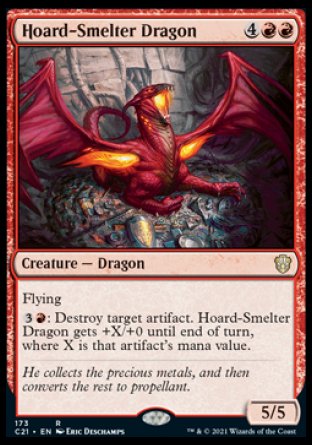 Hoard-Smelter Dragon 4
Creature — Dragon
Flying
3: Destroy target artifact. Hoard-Smelter
Dragon gets +X/+0 until end of turn,
where X is that artifact's mana value.
He collects the precious metals, and then
converts the rest to propellant.
5/5
173 R
C21 • EN ERIC DESCHAMPS
™ & © 2021 Wizards of the Coast